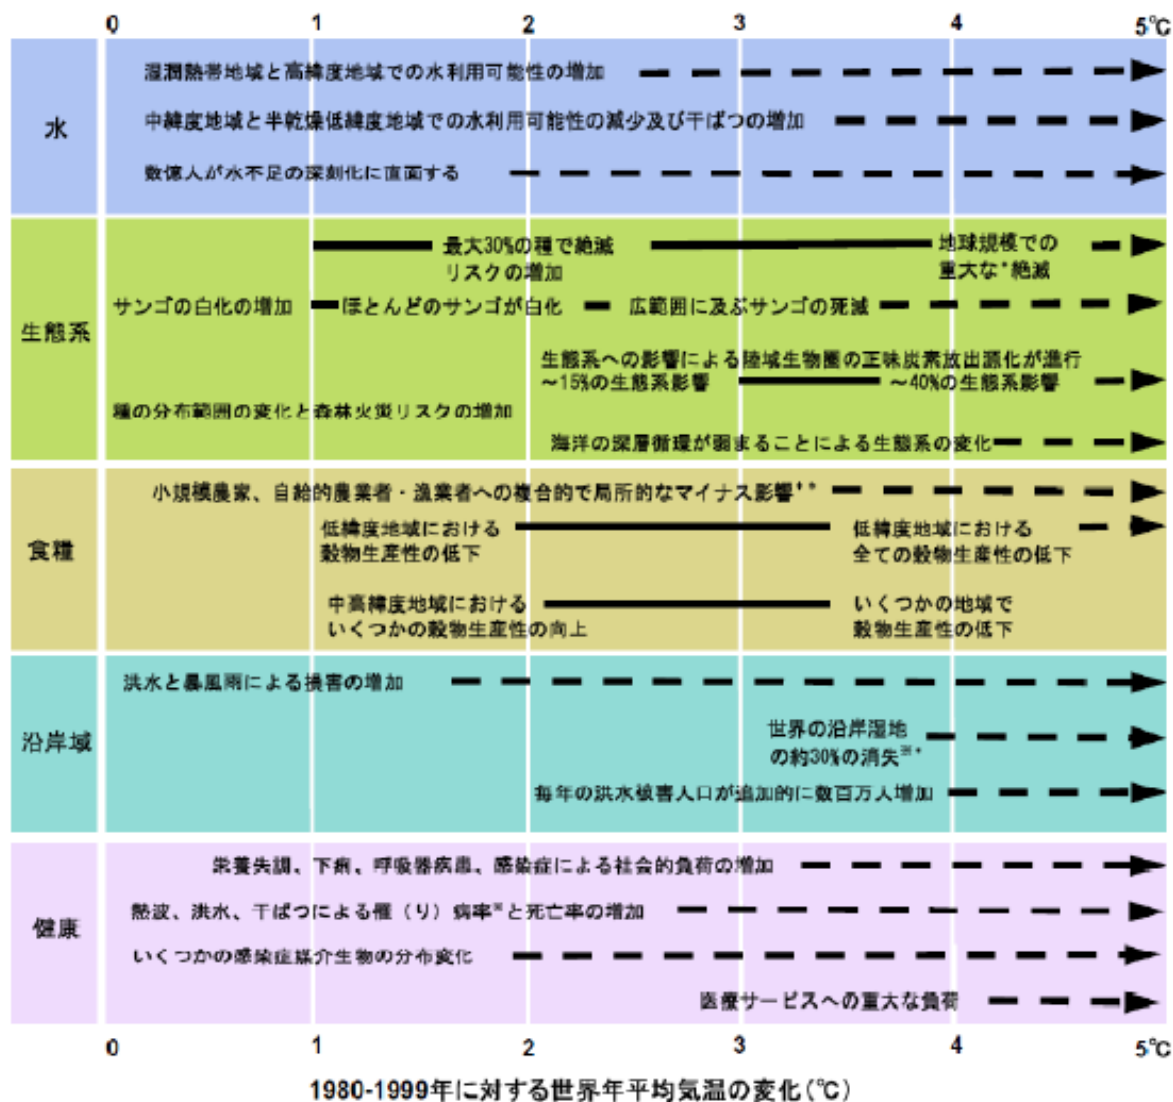 0 1 2 3 4 5℃
水
湿潤熱帯地域と高緯度地域での水利用可能性の増加
中緯度地域と半乾燥低緯度地域での水利用可能性の減少及び干ばつの増加
数億人が水不足の深刻化に直面する
生態系
最大30%の種で絶滅
リスクの増加
地球規模での
重大な*絶滅
サンゴの白化の増加 ほとんどのサンゴが白化 広範囲に及ぶサンゴの死滅
生態系への影響による陸域生物圏の正味炭素放出源化が進行
～15%の生態系影響 ～40%の生態系影響
種の分布範囲の変化と森林火災リスクの増加
海洋の深層循環が弱まることによる生態系の変化
食糧
小規模農家、自給的農業者・漁業者への複合的で局所的なマイナス影響
低緯度地域における
穀物生産性の低下
低緯度地域における
全ての穀物生産性の低下
中高緯度地域における
いくつかの穀物生産性の向上
いくつかの地域で
穀物生産性の低下
沿岸域
洪水と暴風雨による損害の増加
世界の沿岸湿地
の約30%の消失※*
毎年の洪水被害人口が追加的に数百万人増加
健康
栄養失調、下痢、呼吸器疾患、感染症による社会的負荷の増加
熱波、洪水、干ばつによる罹（り）病率※と死亡率の増加
いくつかの感染症媒介生物の分布変化
医療サービスへの重大な負荷
0 1 2 3 4 5℃
1980-1999年に対する世界年平均気温の変化(℃)